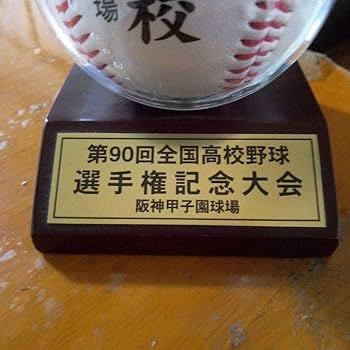 場
校
第90回全国高校野球
選手権記念大会
阪神甲子園球場